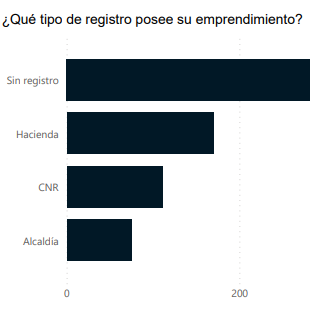 ¿Qué tipo de registro posee su emprendimiento?
Sin registro
Hacienda
CNR
Alcaldía
0
200